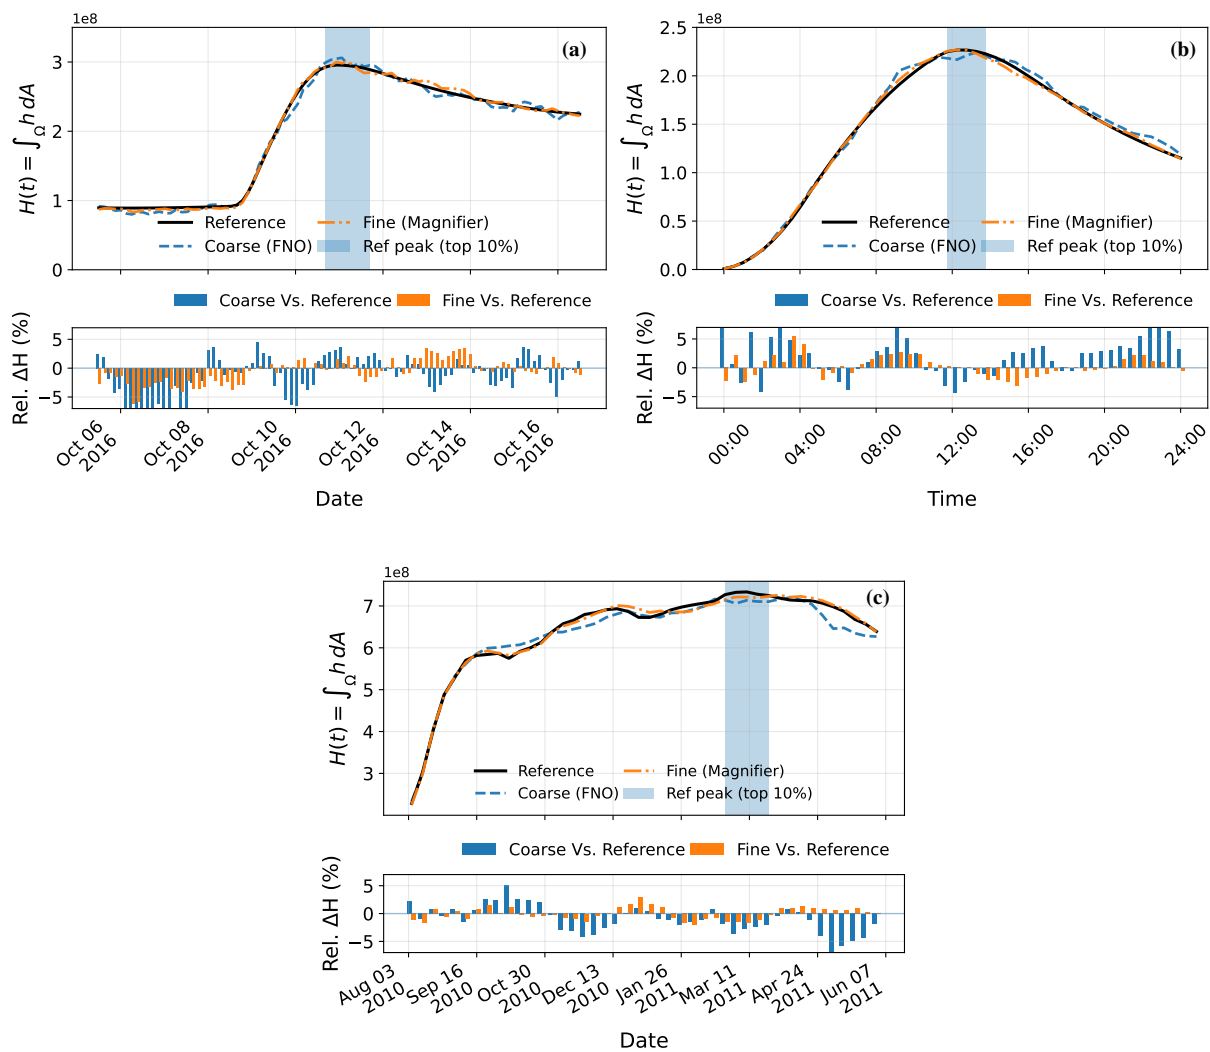 1e8
(a)
H(t) = ∫Ω h dA
3
2
1
0
Reference
Coarse (FNO)
Fine (Magnifier)
Ref peak (top 10%)
Coarse Vs. Reference
Fine Vs. Reference
Rel. ΔH (%)
5
0
−5
Oct 06
2016
Oct 08
2016
Oct 10
2016
Oct 12
2016
Oct 14
2016
Oct 16
2016
Date
1e8
(b)
H(t) = ∫Ω h dA
2.5
2.0
1.5
1.0
0.5
0.0
Reference
Coarse (FNO)
Fine (Magnifier)
Ref peak (top 10%)
Coarse Vs. Reference
Fine Vs. Reference
Rel. ΔH (%)
5
0
−5
00:00
04:00
08:00
12:00
16:00
20:00
24:00
Time
1e8
(c)
H(t) = ∫Ω h dA
7
6
5
4
3
Reference
Coarse (FNO)
Fine (Magnifier)
Ref peak (top 10%)
Coarse Vs. Reference
Fine Vs. Reference
Rel. ΔH (%)
5
0
−5
Aug 03
2010
Sep 16
2010
Oct 30
2010
Dec 13
2010
Jan 26
2011
Mar 11
2011
Apr 24
2011
Jun 07
2011
Date